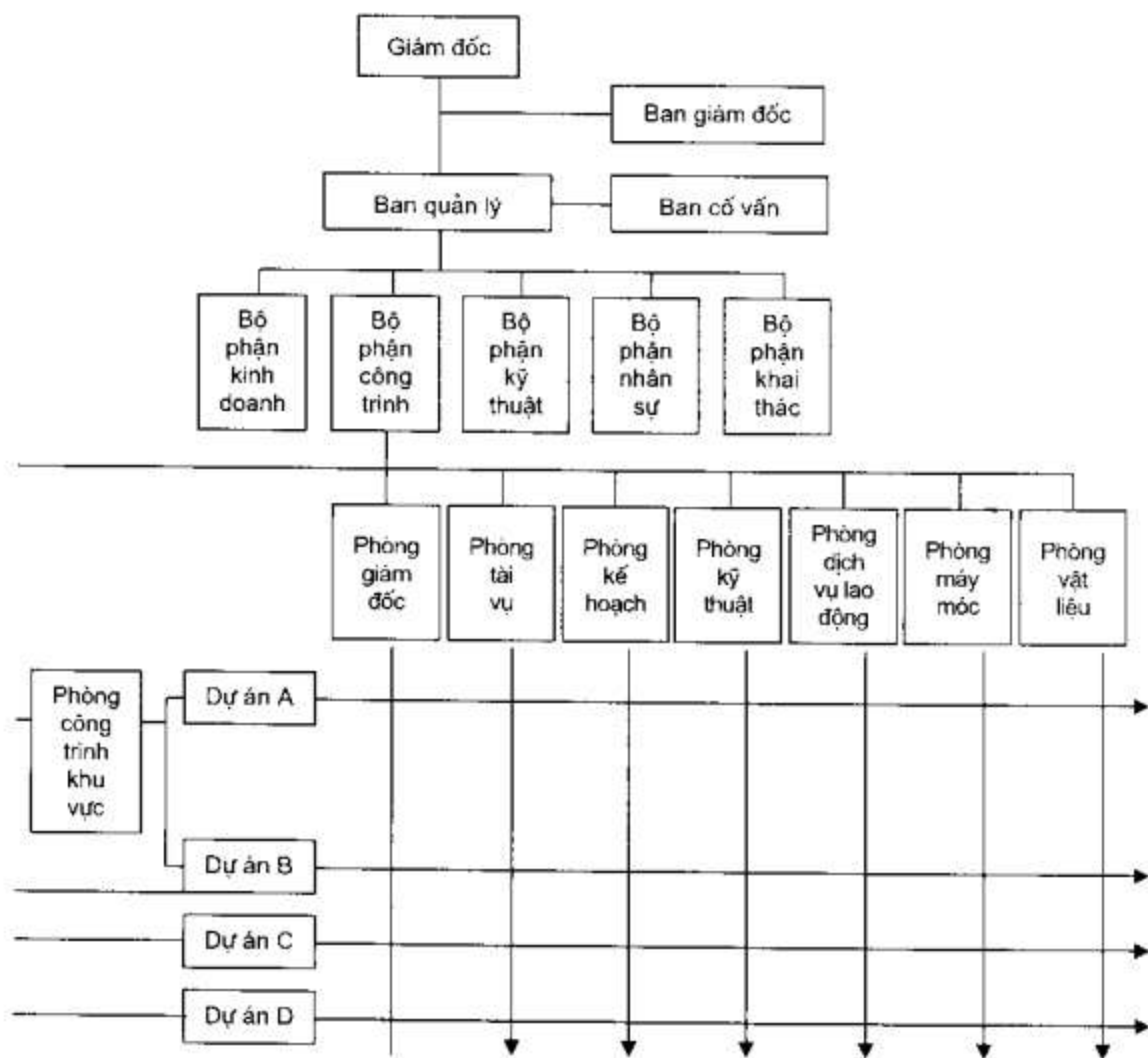 Giám đốc
Ban giám đốc
Ban quản lý
Ban cố vấn
Bộ
phận
kinh
doanh
Bộ
phận
công
trình
Bộ
phận
kỹ
thuật
Bộ
phận
nhân
sự
Bộ
phận
khai
thác
Phòng
giám
đốc
Phòng
tài
vụ
Phòng
kế
hoạch
Phòng
kỹ
thuật
Phòng
dịch
vụ lao
động
Phòng
máy
móc
Phòng
vật
liệu
Phòng
công
trình
khu
vực
Dự án A
Dự án B
Dự án C
Dự án D